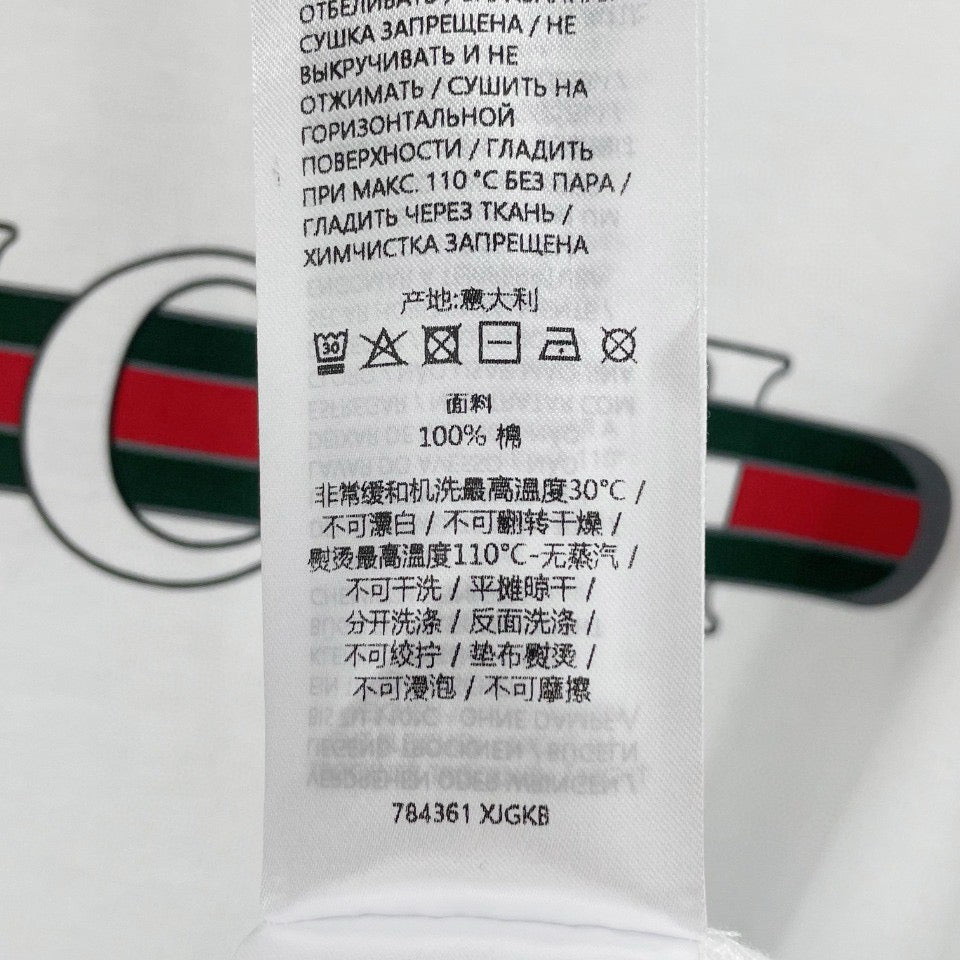 СУШКА ЗАПРЕЩЕНА / НЕ
ВЫКРУЧИВАТЬ И НЕ
ОТЖИМАТЬ / СУШИТЬ НА
ГОРИЗОНТАЛЬНОЙ
ПОВЕРХНОСТИ / ГЛАДИТЬ
ПРИ МАКС. 110 °C БЕЗ ПАРА /
ГЛАДИТЬ ЧЕРЕЗ ТКАНЬ /
ХИМЧИСТКА ЗАПРЕЩЕНА
产地:意大利
30
面料
100% 棉
非常缓和机洗最高温度30°C /
不可漂白 / 不可翻转干燥 /
熨烫最高温度110°C-无蒸汽 /
不可干洗 / 平摊晾干 /
分开洗涤 / 反面洗涤 /
不可绞拧 / 垫布熨烫 /
不可浸泡 / 不可摩擦
784361 XJGKB